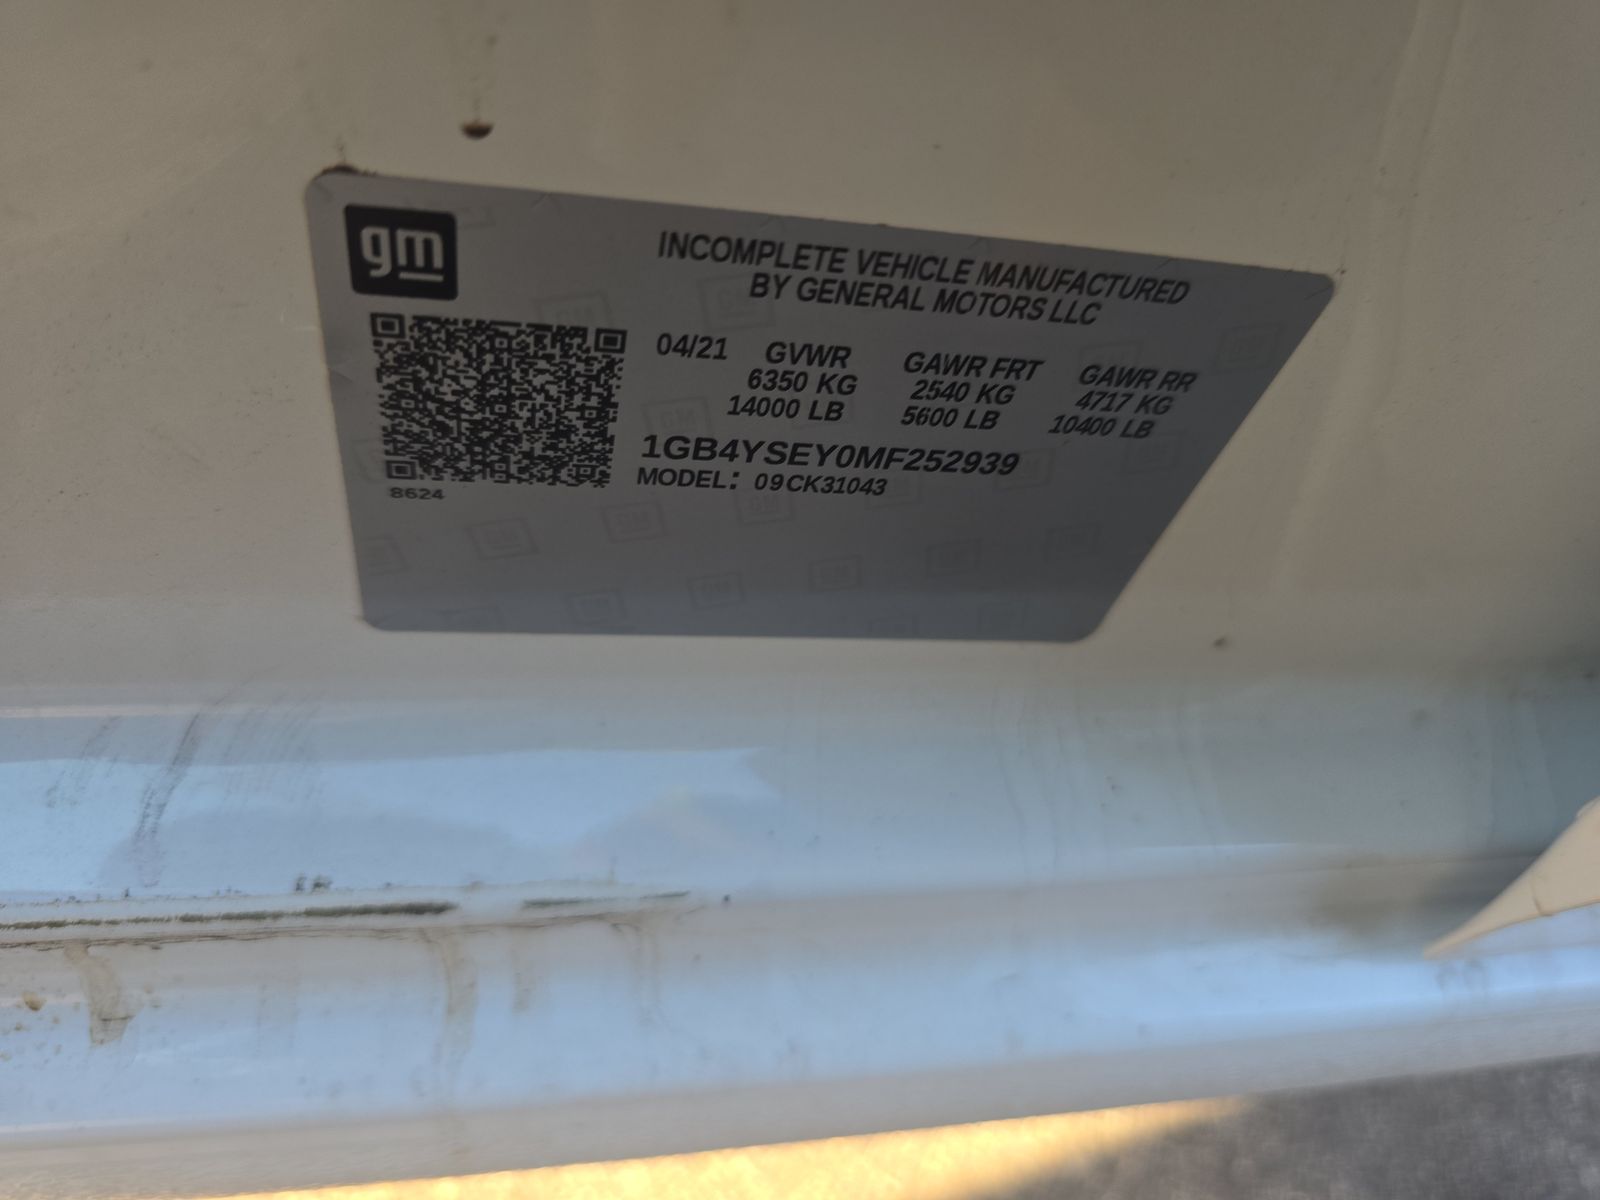 gm
INCOMPLETE VEHICLE MANUFACTURED
BY GENERAL MOTORS LLC
04/21 GVWR GAWR FRT GAWR RR
6350 KG 2540 KG 4717 KG
14000 LB 5600 LB 10400 LB
1GB4YSEY0MF252939
MODEL: 09CK31043
8624